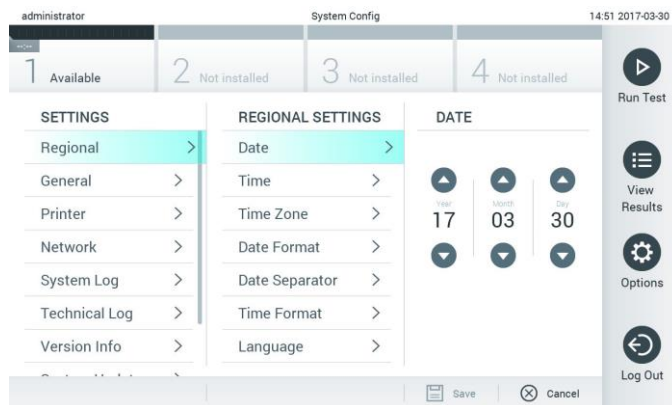 administrator System Config 14:51 2017-03-30
--:--
1 Available 2 Not installed 3 Not installed 4 Not installed
Run Test
SETTINGS REGIONAL SETTINGS DATE
Regional Date
General Time
Year Month Day
17 03 30
View Results
Printer Time Zone
Network Date Format
System Log Date Separator
Options
Technical Log Time Format
Version Info Language
Save Cancel
Log Out